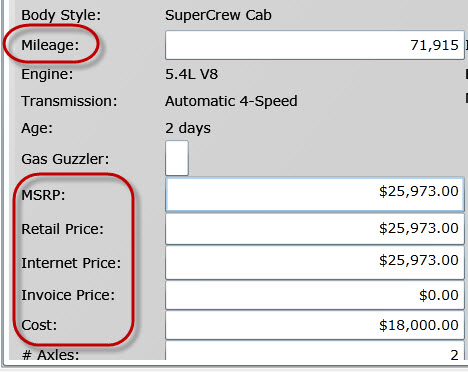 Body Style: SuperCrew Cab
Mileage: 71,915
Engine: 5.4L V8
Transmission: Automatic 4-Speed
Age: 2 days
Gas Guzzler:
MSRP: $25,973.00
Retail Price: $25,973.00
Internet Price: $25,973.00
Invoice Price: $0.00
Cost: $18,000.00
# Axles: 2